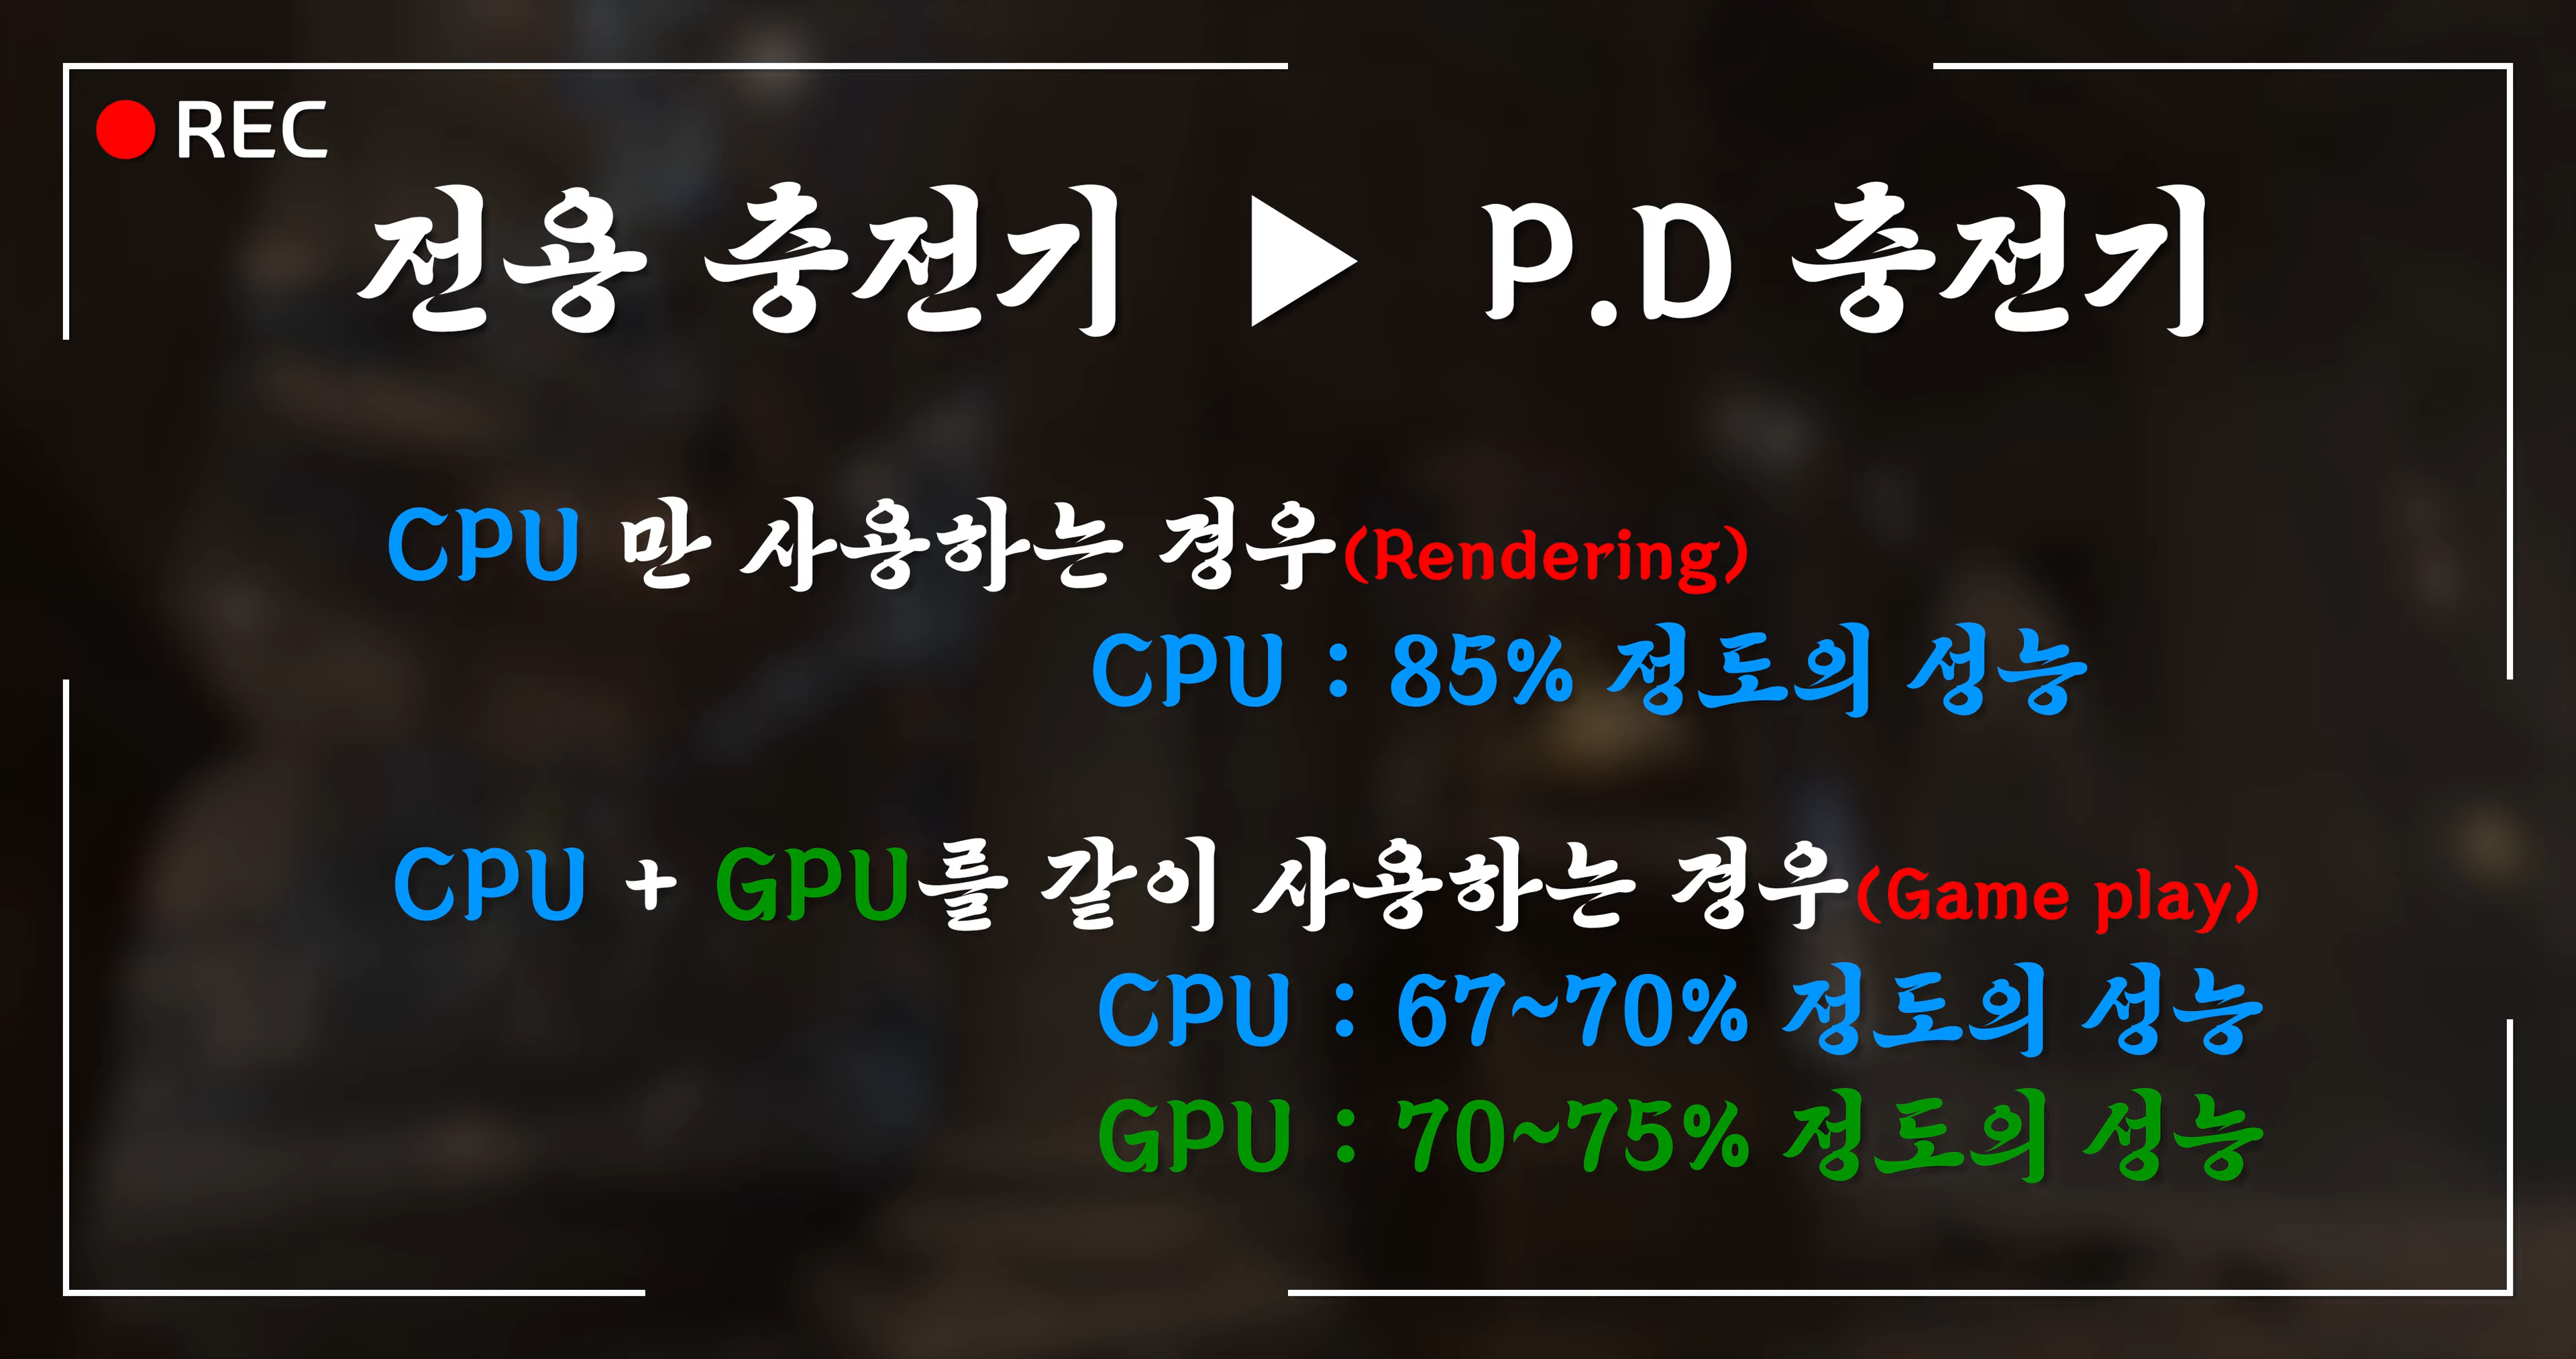 REC
전용 충전기 ▶ P.D 충전기
CPU 만 사용하는 경우(Rendering)
CPU : 85% 정도의 성능
CPU + GPU를 같이 사용하는 경우(Game play)
CPU : 67~70% 정도의 성능
GPU : 70~75% 정도의 성능